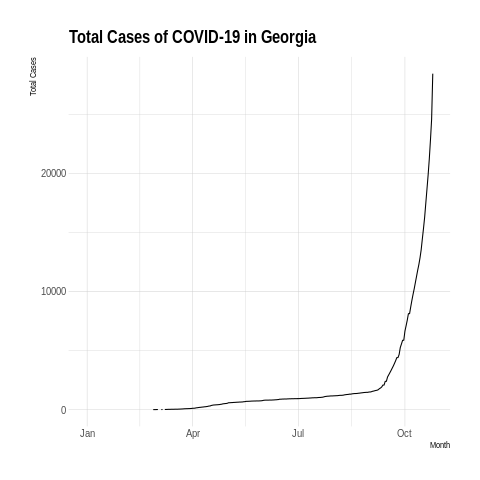 Total Cases of COVID-19 in Georgia
Total Cases
20000
10000
0
Jan Apr Jul Oct
Month